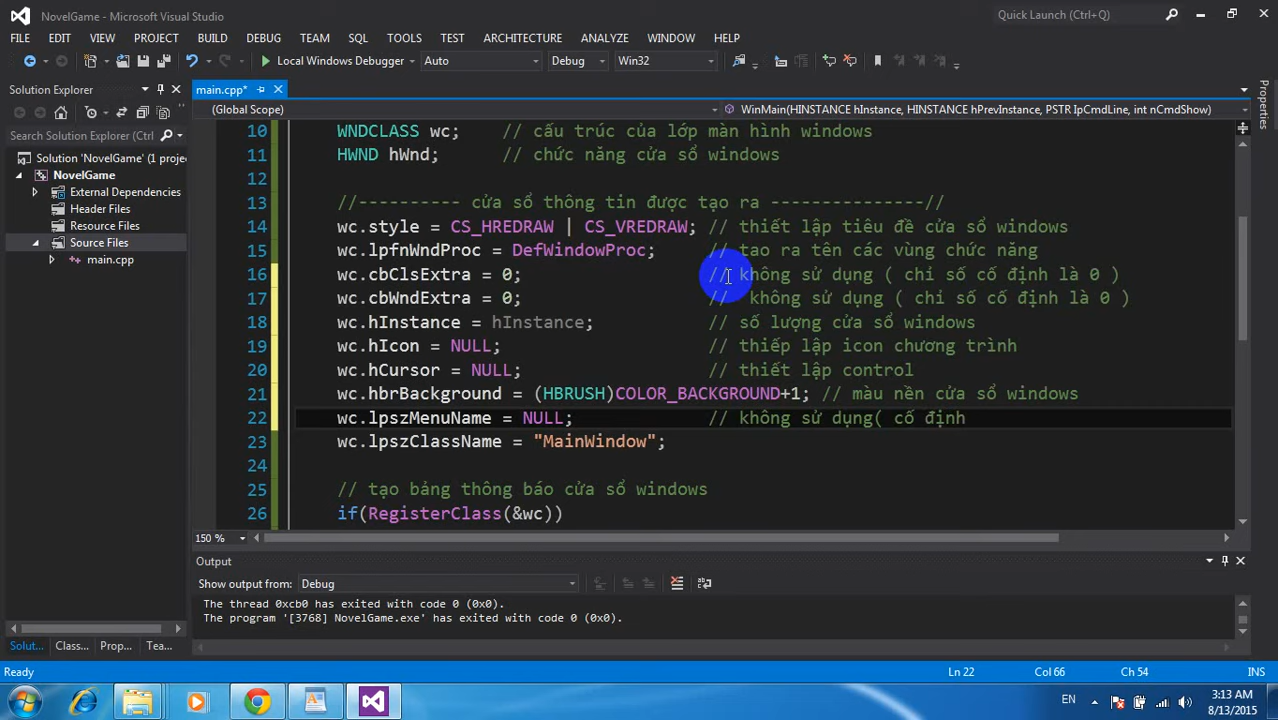 NovelGame - Microsoft Visual Studio
Quick Launch (Ctrl+Q)
FILE EDIT VIEW PROJECT BUILD DEBUG TEAM SQL TOOLS TEST ARCHITECTURE ANALYZE WINDOW HELP
Local Windows Debugger Auto Debug Win32
Solution Explorer
main.cpp*
(Global Scope)
WinMain(HINSTANCE hInstance, HINSTANCE hPrevInstance, PSTR IpCmdLine, int nCmdShow)
Properties
Search Solution Explorer
Solution 'NovelGame' (1 projec
NovelGame
External Dependencies
Header Files
Resource Files
Source Files
main.cpp
10 WNDCLASS wc; // cấu trúc của lớp màn hình windows
11 HWND hWnd; // chức năng cửa sổ windows
12
13 //---------- cửa sổ thông tin được tạo ra ---------------//
14 wc.style = CS_HREDRAW | CS_VREDRAW; // thiết lập tiêu đề cửa sổ windows
15 wc.lpfnWndProc = DefWindowProc; // tao ra tên các vùng chức năng
16 wc.cbClsExtra = 0; // không sử dụng ( chỉ số cố định là 0 )
17 wc.cbWndExtra = 0; // không sử dụng ( chỉ số cố định là 0 )
18 wc.hInstance = hInstance; // số lượng cửa sổ windows
19 wc.hIcon = NULL; // thiếp lập icon chương trình
20 wc.hCursor = NULL; // thiết lập control
21 wc.hbrBackground = (HBRUSH)COLOR_BACKGROUND+1; // màu nền cửa sổ windows
22 wc.lpszMenuName = NULL; // không sử dụng( cố định
23 wc.lpszClassName = "MainWindow";
24
25 // tạo bảng thông báo cửa sổ windows
26 if(RegisterClass(&wc))
150 %
Output
Show output from: Debug
The thread 0xcb0 has exited with code 0 (0x0).
The program '[3768] NovelGame.exe' has exited with code 0 (0x0).
Solut... Class... Prop... Tea...
Ready Ln 22 Col 66 Ch 54 INS
EN
3:13 AM
8/13/2015